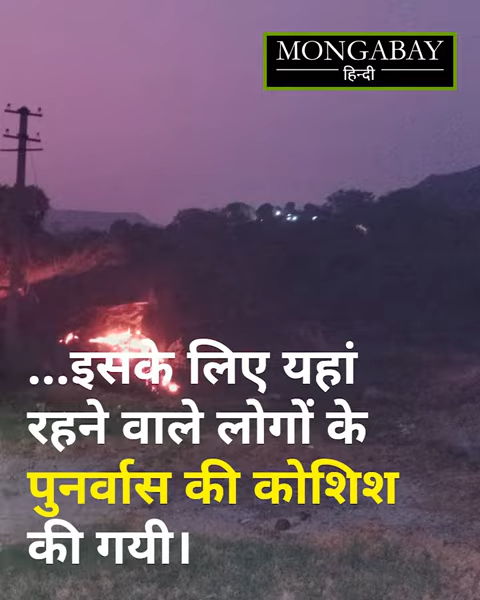 MONGABAY
हिन्दी
...इसके लिए यहां
रहने वाले लोगों के
पुनर्वास की कोशिश
की गयी।